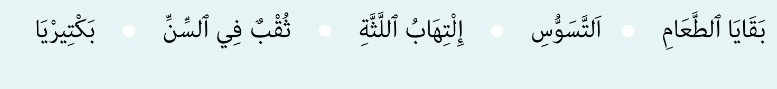 بَقَايَا ٱلطَّعَامِ اَلتَّسَوُّسِ إِلْتِهَابُ ٱللَّثَّةِ ثُقْبٌ فِي ٱلسِّنِّ بَكْتِيرْيَا